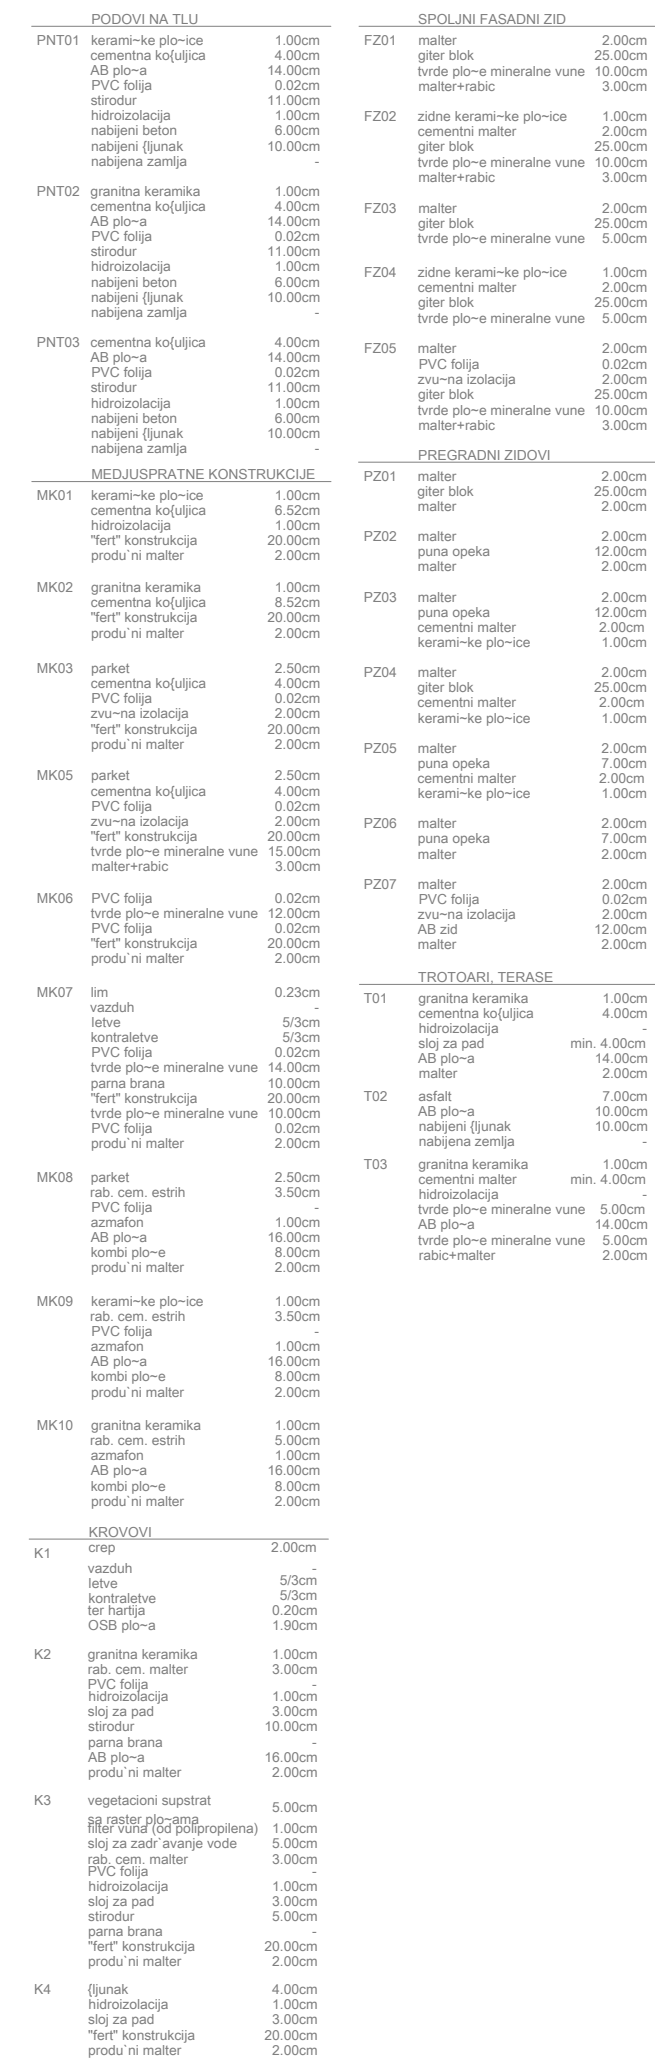 PODOVI NA TLU
PNT01 kerami~ke plo~ice 1.00cm
cementna ko{uljica 4.00cm
AB plo~a 14.00cm
PVC folija 0.02cm
stirodur 11.00cm
hidroizolacija 1.00cm
nabijeni beton 6.00cm
nabijeni {ljunak 10.00cm
nabijena zamlja -
PNT02 granitna keramika 1.00cm
cementna ko{uljica 4.00cm
AB plo~a 14.00cm
PVC folija 0.02cm
stirodur 11.00cm
hidroizolacija 1.00cm
nabijeni beton 6.00cm
nabijeni {ljunak 10.00cm
nabijena zamlja -
PNT03 cementna ko{uljica 4.00cm
AB plo~a 14.00cm
PVC folija 0.02cm
stirodur 11.00cm
hidroizolacija 1.00cm
nabijeni beton 6.00cm
nabijeni {ljunak 10.00cm
nabijena zamlja -
MEDJUSPRATNE KONSTRUKCIJE
MK01 kerami~ke plo~ice 1.00cm
cementna ko{uljica 6.52cm
hidroizolacija 1.00cm
"fert" konstrukcija 20.00cm
produ`ni malter 2.00cm
MK02 granitna keramika 1.00cm
cementna ko{uljica 8.52cm
"fert" konstrukcija 20.00cm
produ`ni malter 2.00cm
MK03 parket 2.50cm
cementna ko{uljica 4.00cm
PVC folija 0.02cm
zvu~na izolacija 2.00cm
"fert" konstrukcija 20.00cm
produ`ni malter 2.00cm
MK05 parket 2.50cm
cementna ko{uljica 4.00cm
PVC folija 0.02cm
zvu~na izolacija 2.00cm
"fert" konstrukcija 20.00cm
tvrde plo~e mineralne vune 15.00cm
malter+rabic 3.00cm
MK06 PVC folija 0.02cm
tvrde plo~e mineralne vune 12.00cm
PVC folija 0.02cm
"fert" konstrukcija 20.00cm
produ`ni malter 2.00cm
MK07 lim 0.23cm
vazduh -
letve 5/3cm
kontraletve 5/3cm
PVC folija 0.02cm
tvrde plo~e mineralne vune 14.00cm
parna brana 10.00cm
"fert" konstrukcija 20.00cm
tvrde plo~e mineralne vune 10.00cm
PVC folija 0.02cm
produ`ni malter 2.00cm
MK08 parket 2.50cm
rab. cem. estrih 3.50cm
PVC folija -
azmafon 1.00cm
AB plo~a 16.00cm
kombi plo~e 8.00cm
produ`ni malter 2.00cm
MK09 kerami~ke plo~ice 1.00cm
rab. cem. estrih 3.50cm
PVC folija -
azmafon 1.00cm
AB plo~a 16.00cm
kombi plo~e 8.00cm
produ`ni malter 2.00cm
MK10 granitna keramika 1.00cm
rab. cem. estrih 5.00cm
azmafon 1.00cm
AB plo~a 16.00cm
kombi plo~e 8.00cm
produ`ni malter 2.00cm
KROVOVI
K1 crep 2.00cm
vazduh -
letve 5/3cm
kontraletve 5/3cm
ter hartija 0.20cm
OSB plo~a 1.90cm
K2 granitna keramika 1.00cm
rab. cem. malter 3.00cm
PVC folija -
hidroizolacija 1.00cm
sloj za pad 3.00cm
stirodur 10.00cm
parna brana -
AB plo~a 16.00cm
produ`ni malter 2.00cm
K3 vegetacioni supstrat 5.00cm
sa raster plo~ama
filter vuna (od polipropilena) 1.00cm
sloj za zadr`avanje vode 5.00cm
rab. cem. malter 3.00cm
PVC folija -
hidroizolacija 1.00cm
sloj za pad 3.00cm
stirodur 5.00cm
parna brana -
"fert" konstrukcija 20.00cm
produ`ni malter 2.00cm
K4 {ljunak 4.00cm
hidroizolacija 1.00cm
sloj za pad 3.00cm
"fert" konstrukcija 20.00cm
produ`ni malter 2.00cm
SPOLJNI FASADNI ZID
FZ01 malter 2.00cm
giter blok 25.00cm
tvrde plo~e mineralne vune 10.00cm
malter+rabic 3.00cm
FZ02 zidne kerami~ke plo~ice 1.00cm
cementni malter 2.00cm
giter blok 25.00cm
tvrde plo~e mineralne vune 10.00cm
malter+rabic 3.00cm
FZ03 malter 2.00cm
giter blok 25.00cm
tvrde plo~e mineralne vune 5.00cm
FZ04 zidne kerami~ke plo~ice 1.00cm
cementni malter 2.00cm
giter blok 25.00cm
tvrde plo~e mineralne vune 5.00cm
FZ05 malter 2.00cm
PVC folija 0.02cm
zvu~na izolacija 2.00cm
giter blok 25.00cm
tvrde plo~e mineralne vune 10.00cm
malter+rabic 3.00cm
PREGRADNI ZIDOVI
PZ01 malter 2.00cm
giter blok 25.00cm
malter 2.00cm
PZ02 malter 2.00cm
puna opeka 12.00cm
malter 2.00cm
PZ03 malter 2.00cm
puna opeka 12.00cm
cementni malter 2.00cm
kerami~ke plo~ice 1.00cm
PZ04 malter 2.00cm
giter blok 25.00cm
cementni malter 2.00cm
kerami~ke plo~ice 1.00cm
PZ05 malter 2.00cm
puna opeka 7.00cm
cementni malter 2.00cm
kerami~ke plo~ice 1.00cm
PZ06 malter 2.00cm
puna opeka 7.00cm
malter 2.00cm
PZ07 malter 2.00cm
PVC folija 0.02cm
zvu~na izolacija 2.00cm
AB zid 12.00cm
malter 2.00cm
TROTOARI, TERASE
T01 granitna keramika 1.00cm
cementna ko{uljica 4.00cm
hidroizolacija -
sloj za pad min. 4.00cm
AB plo~a 14.00cm
malter 2.00cm
T02 asfalt 7.00cm
AB plo~a 10.00cm
nabijeni {ljunak 10.00cm
nabijena zemlja -
T03 granitna keramika 1.00cm
cementni malter min. 4.00cm
hidroizolacija -
tvrde plo~e mineralne vune 5.00cm
AB plo~a 14.00cm
tvrde plo~e mineralne vune 5.00cm
rabic+malter 2.00cm